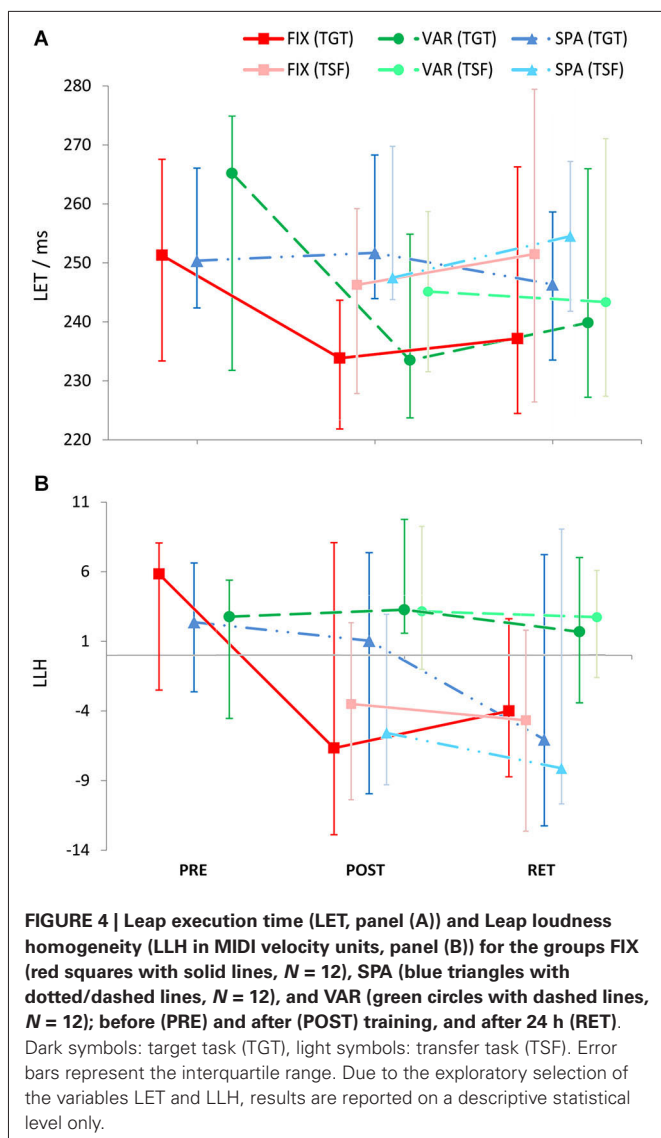 A
FIX (TGT) VAR (TGT) SPA (TGT)
FIX (TSF) VAR (TSF) SPA (TSF)
280
270
260
250
240
230
220
LET / ms
B
11
6
1
-4
-9
-14
LLH
PRE POST RET
FIGURE 4 | Leap execution time (LET, panel (A)) and Leap loudness
homogeneity (LLH in MIDI velocity units, panel (B)) for the groups FIX
(red squares with solid lines, N = 12), SPA (blue triangles with
dotted/dashed lines, N = 12), and VAR (green circles with dashed lines,
N = 12); before (PRE) and after (POST) training, and after 24 h (RET).
Dark symbols: target task (TGT), light symbols: transfer task (TSF). Error
bars represent the interquartile range. Due to the exploratory selection of
the variables LET and LLH, results are reported on a descriptive statistical
level only.